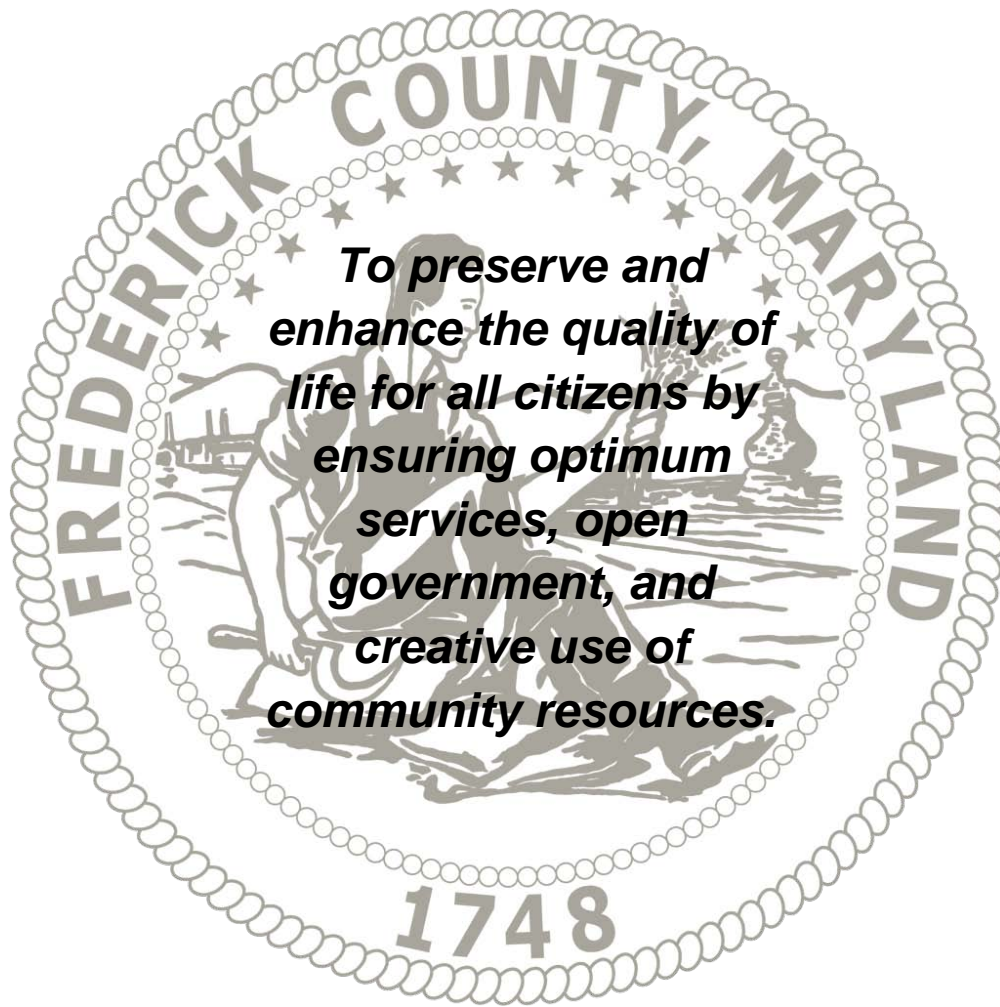 FREDERICK COUNTY, MARYLAND
To preserve and
enhance the quality of
life for all citizens by
ensuring optimum
services, open
government, and
creative use of
community resources.
1748